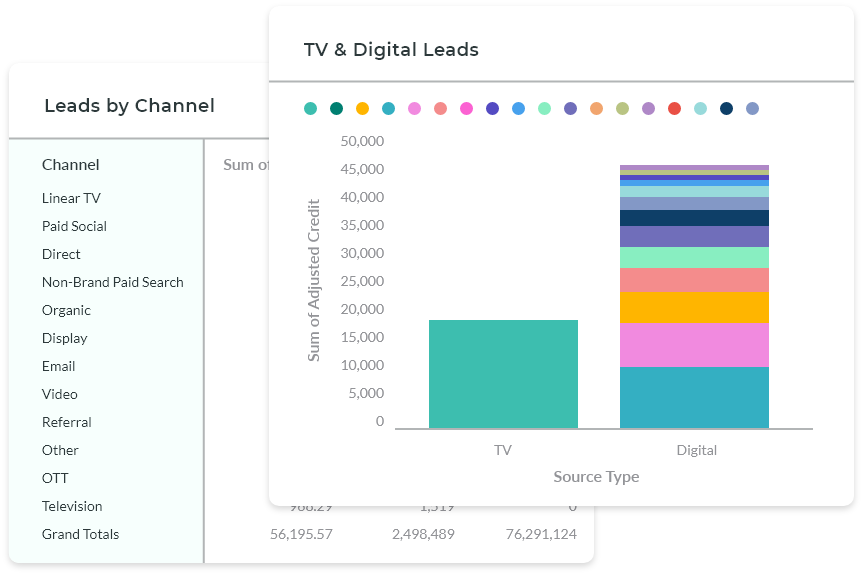 TV & Digital Leads
50,000
45,000
40,000
35,000
30,000
25,000
20,000
15,000
10,000
5,000
0
Sum of Adjusted Credit
TV
Digital
Source Type
Leads by Channel
Channel
Sum of
Linear TV
Paid Social
Direct
Non-Brand Paid Search
Organic
Display
Email
Video
Referral
Other
OTT
Television 968.29 1,519 0
Grand Totals 56,195.57 2,498,489 76,291,124